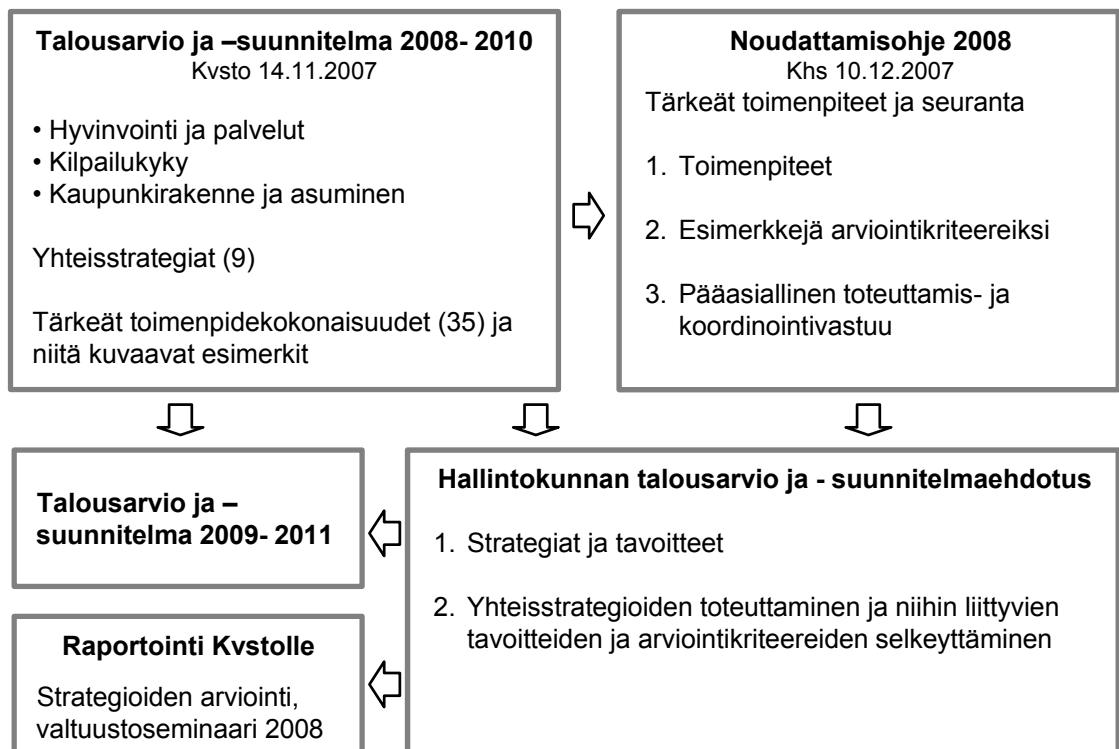 Talousarvio ja –suunnitelma 2008- 2010
Kvsto 14.11.2007
• Hyvinvointi ja palvelut
• Kilpailukyky
• Kaupunkirakenne ja asuminen
Yhteisstrategiat (9)
Tärkeät toimenpidekokonaisuudet (35) ja
niitä kuvaavat esimerkit
Noudattamisohje 2008
Khs 10.12.2007
Tärkeät toimenpiteet ja seuranta
1. Toimenpiteet
2. Esimerkkejä arviointikriteereiksi
3. Pääasiallinen toteuttamis- ja
koordinointivastuu
Talousarvio ja –
suunnitelma 2009- 2011
Hallintokunnan talousarvio ja - suunnitelmaehdotus
1. Strategiat ja tavoitteet
2. Yhteisstrategioiden toteuttaminen ja niihin liittyvien
tavoitteiden ja arviointikriteereiden selkeyttäminen
Raportointi Kvstolle
Strategioiden arviointi,
valtuustoseminaari 2008